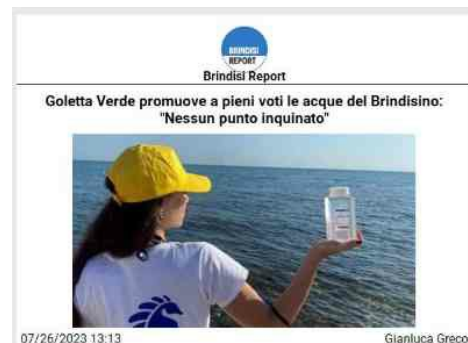 BRINDISI
REPORT
Brindisi Report
Goletta Verde promuove a pieni voti le acque del Brindisino:
"Nessun punto inquinato"
07/26/2023 13:13
Gianluca Greco